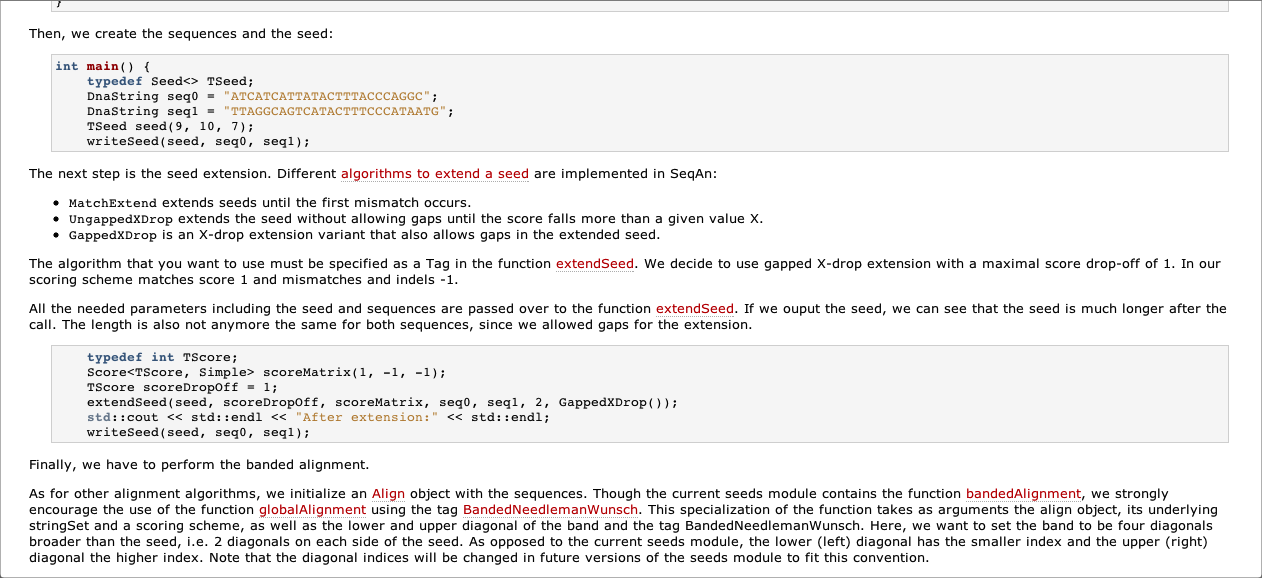 }
Then, we create the sequences and the seed:
int main() {
    typedef Seed<> TSeed;
    DnaString seq0 = "ATCATCATTATACTTTACCCAGGC";
    DnaString seq1 = "TTAGGCAGTCATACTTTCCCATAATG";
    TSeed seed(9, 10, 7);
    writeSeed(seed, seq0, seq1);
The next step is the seed extension. Different algorithms to extend a seed are implemented in SeqAn:
• MatchExtend extends seeds until the first mismatch occurs.
• UngappedXDrop extends the seed without allowing gaps until the score falls more than a given value X.
• GappedXDrop is an X-drop extension variant that also allows gaps in the extended seed.
The algorithm that you want to use must be specified as a Tag in the function extendSeed. We decide to use gapped X-drop extension with a maximal score drop-off of 1. In our
scoring scheme matches score 1 and mismatches and indels -1.
All the needed parameters including the seed and sequences are passed over to the function extendSeed. If we ouput the seed, we can see that the seed is much longer after the
call. The length is also not anymore the same for both sequences, since we allowed gaps for the extension.
    typedef int TScore;
    Score<TScore, Simple> scoreMatrix(1, -1, -1);
    TScore scoreDropOff = 1;
    extendSeed(seed, scoreDropOff, scoreMatrix, seq0, seq1, 2, GappedXDrop());
    std::cout << std::endl << "After extension:" << std::endl;
    writeSeed(seed, seq0, seq1);
Finally, we have to perform the banded alignment.
As for other alignment algorithms, we initialize an Align object with the sequences. Though the current seeds module contains the function bandedAlignment, we strongly
encourage the use of the function globalAlignment using the tag BandedNeedlemanWunsch. This specialization of the function takes as arguments the align object, its underlying
stringSet and a scoring scheme, as well as the lower and upper diagonal of the band and the tag BandedNeedlemanWunsch. Here, we want to set the band to be four diagonals
broader than the seed, i.e. 2 diagonals on each side of the seed. As opposed to the current seeds module, the lower (left) diagonal has the smaller index and the upper (right)
diagonal the higher index. Note that the diagonal indices will be changed in future versions of the seeds module to fit this convention.